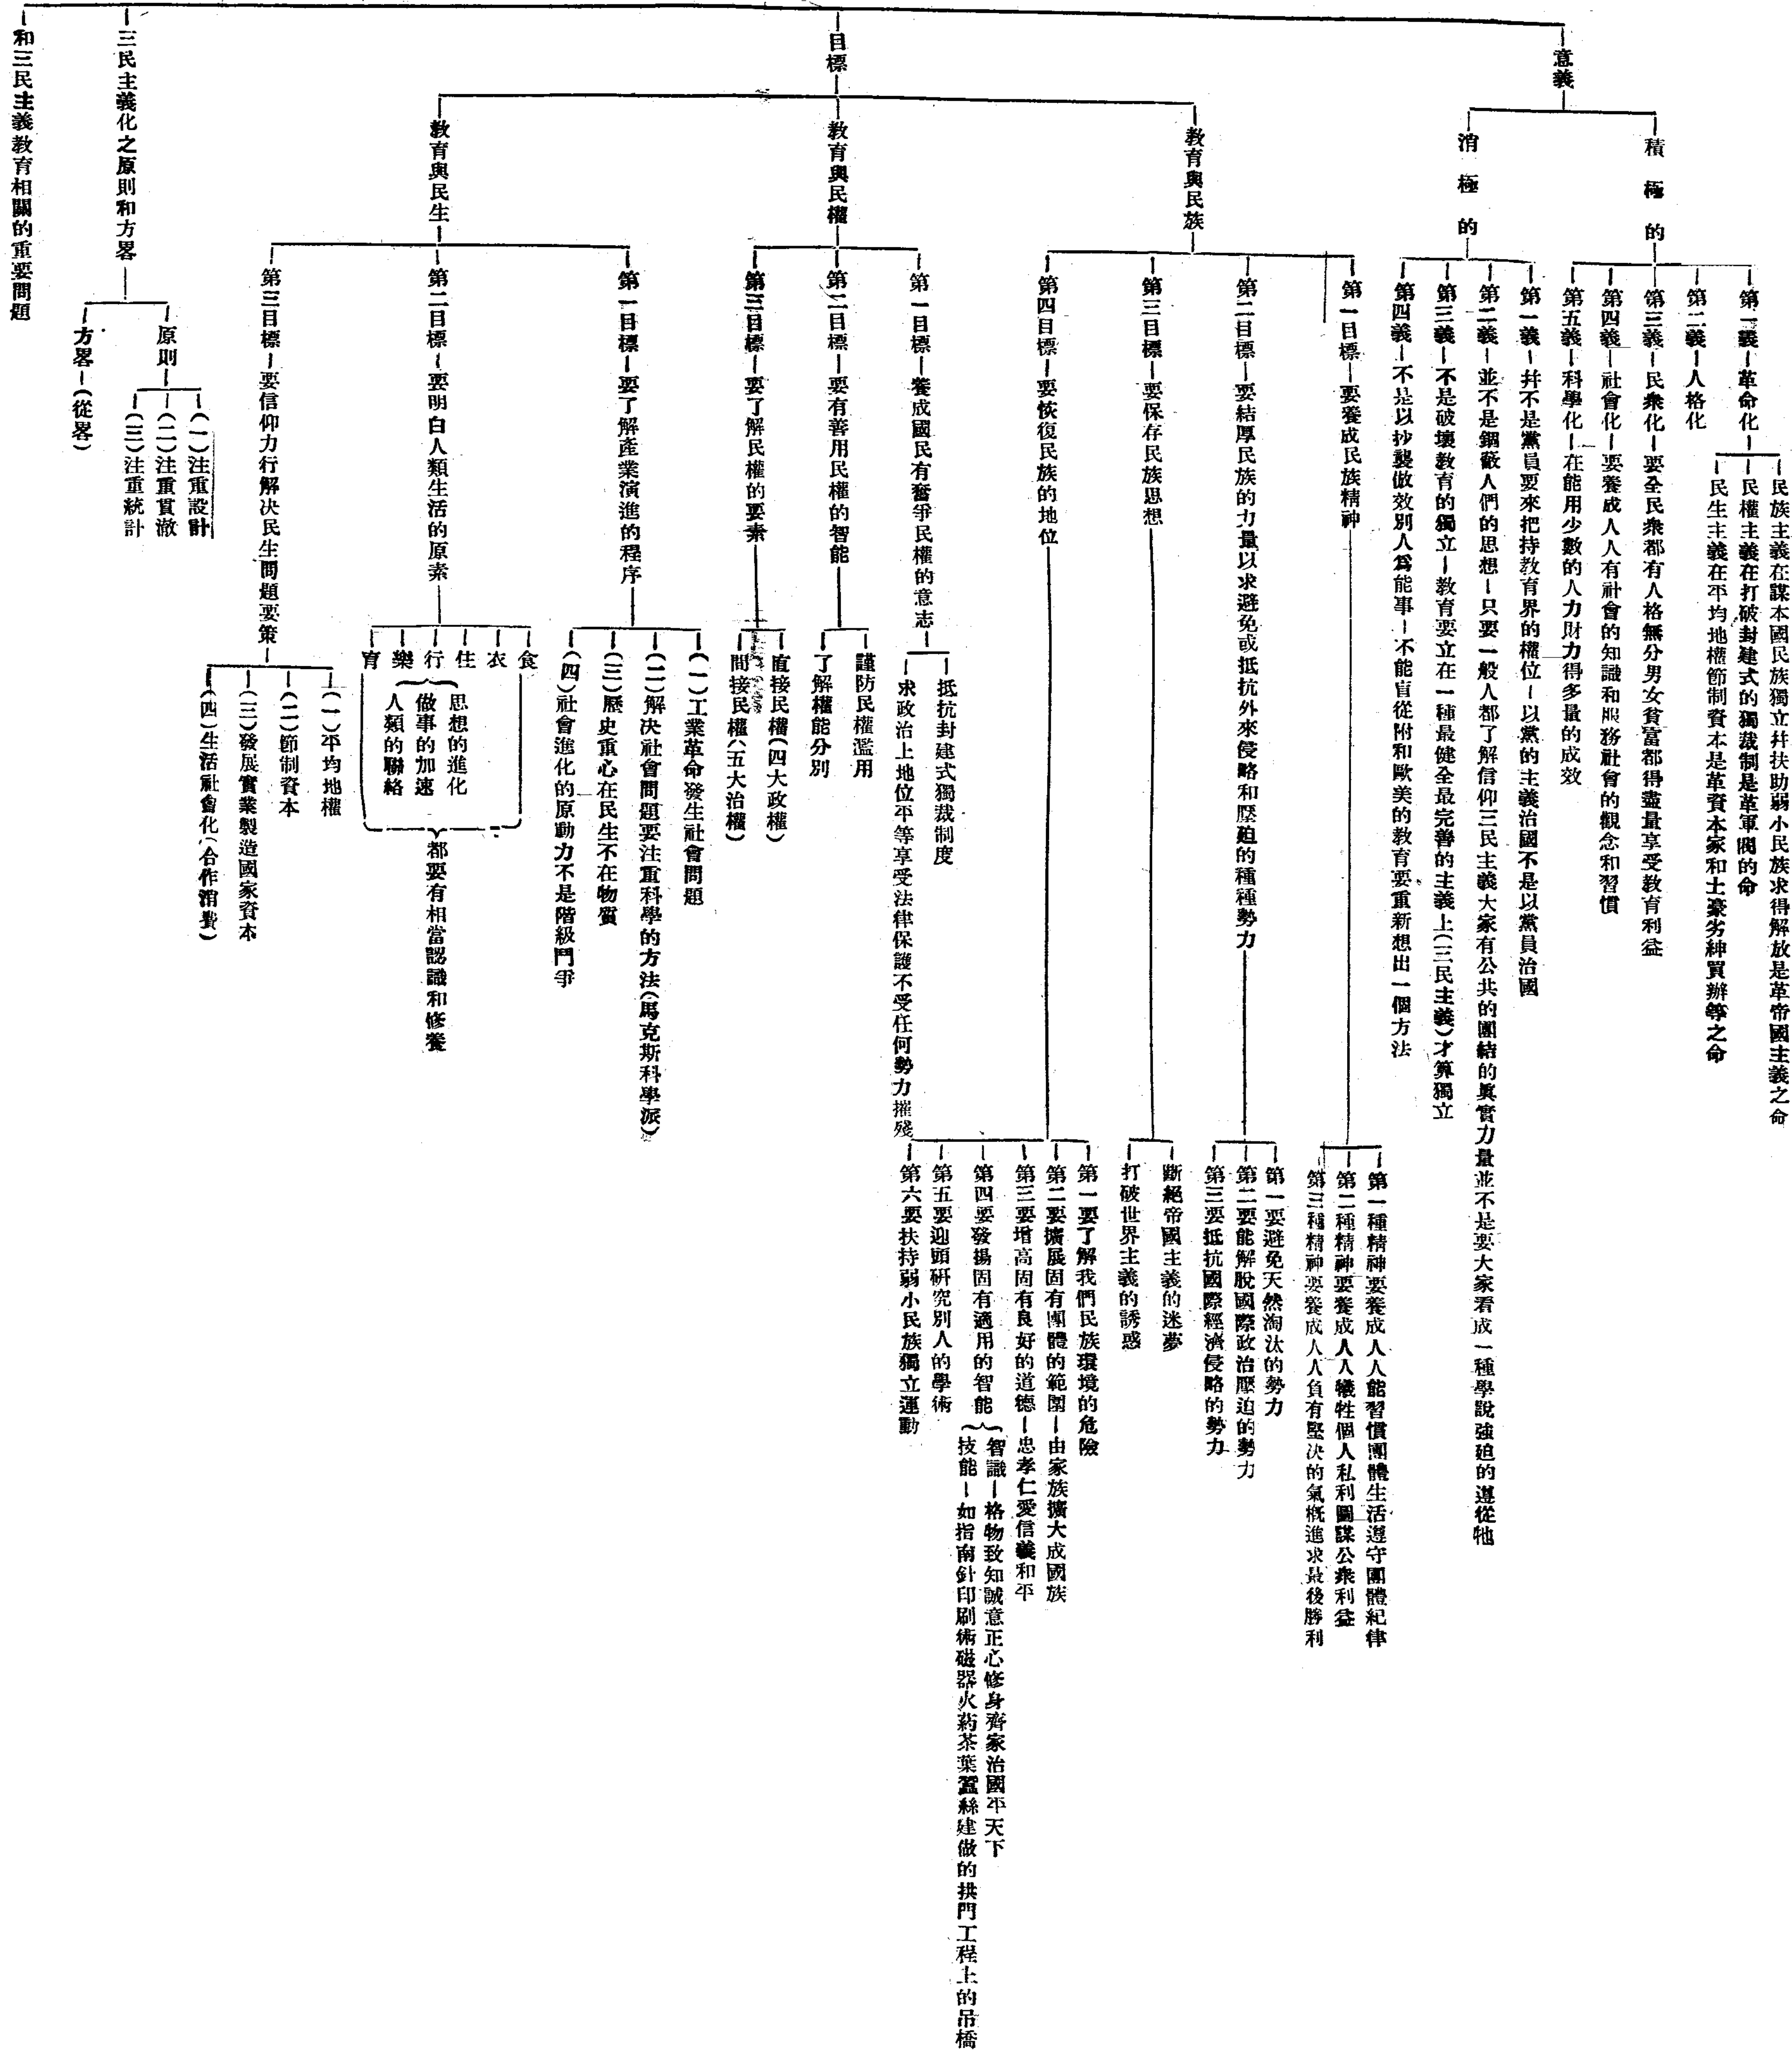 意義
積極的
第一義－革命化－
民族主義在謀本國民族獨立幷扶助弱小民族求得解放是革帝國主義之命
民權主義在打破封建式的獨裁制是革軍閥的命
民生主義在平均地權節制資本是革資本家和土豪劣紳買辦等之命
第二義－人格化
第三義－民衆化－要全民衆都有人格無分男女貧富都得盡量享受教育利益
第四義－社會化－要養成人人有社會的知識和服務社會的觀念和習慣
第五義－科學化－在能用少數的人力財力得多量的成效
消極的
第一義－幷不是黨員要來把持教育界的權位－以黨的主義治國不是以黨員治國
第二義－並不是錮蔽人們的思想－只要一般人都了解信仰三民主義大家有公共的團結的眞實力量並不是要大家看成一種學說強迫的遵從牠
第三義－不是破壞教育的獨立－教育要立在一種最健全最完善的主義上(三民主義)才算獨立
第四義－不是以抄襲倣效別人爲能事－不能盲從附和歐美的教育要重新想出一個方法
目標
教育與民族
第一目標－要養成民族精神
第一種精神要養成人人能習慣團體生活遵守團體紀律
第二種精神要養成人人犧牲個人私利圖謀公衆利益
第三種精神要養成人人負有堅決的氣概進求最後勝利
第二目標－要結厚民族的力量以求避免或抵抗外來侵略和壓廹的種種勢力
第一要避免天然淘汰的勢力
第二要能解脫國際政治壓迫的勢力
第三要抵抗國際經濟侵略的勢力
第三目標－要保存民族思想
斷絕帝國主義的迷夢
打破世界主義的誘惑
第四目標－要恢復民族的地位
第一要了解我們民族環境的危險
第二要擴展固有團體的範圍－由家族擴大成國族
第三要增高固有良好的道德－忠孝仁愛信義和平
第四要發揚固有適用的智能
智識－格物致知誠意正心修身齊家治國平天下
技能－如指南針印刷術磁器火葯茶葉蠶絲建做的拱門工程上的吊橋
第五要迎頭硏究別人的學術
第六要扶持弱小民族獨立運動
教育與民權
第一目標－養成國民有奮爭民權的意志
抵抗封建式獨裁制度
求政治上地位平等享受法律保護不受任何勢力摧殘
第二目標－要有善用民權的智能
謹防民權濫用
了解權能分別
第三目標－要了解民權的要素
直接民權(四大政權)
間接民權(五大治權)
教育與民生
第一目標－要了解產業演進的程序
(一)工業革命發生社會問題
(二)解決社會問題要注重科學的方法(馬克斯科學派)
(三)歷史重心在民生不在物質
(四)社會進化的原動力不是階級鬥爭
第二目標－要明白人類生活的原素
食
衣
住
行
樂
育
思想的進化
做事的加速
人類的聯絡
都要有相當認識和修養
第三目標－要信仰力行解決民生問題要策
(一)平均地權
(二)節制資本
(三)發展實業製造國家資本
(四)生活社會化(合作消費)
三民主義化之原則和方畧
原則
(一)注重設計
(二)注重貫澈
(三)注重統計
方畧－(從畧)
和三民主義教育相關的重要問題